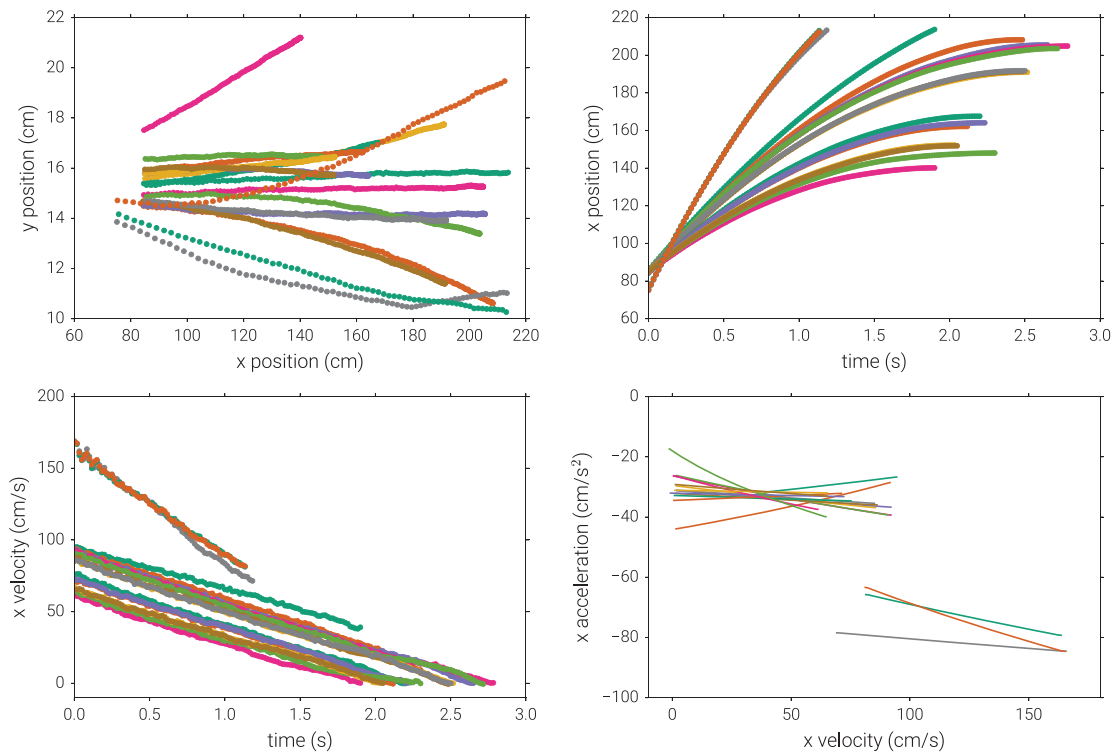 22
20
18
16
14
12
10
y position (cm)
60 80 100 120 140 160 180 200 220
x position (cm)
220
200
180
160
140
120
100
80
60
x position (cm)
0.0 0.5 1.0 1.5 2.0 2.5 3.0
time (s)
200
150
100
50
0
x velocity (cm/s)
0.0 0.5 1.0 1.5 2.0 2.5 3.0
time (s)
0
−20
−40
−60
−80
−100
x acceleration (cm/s²)
0 50 100 150
x velocity (cm/s)